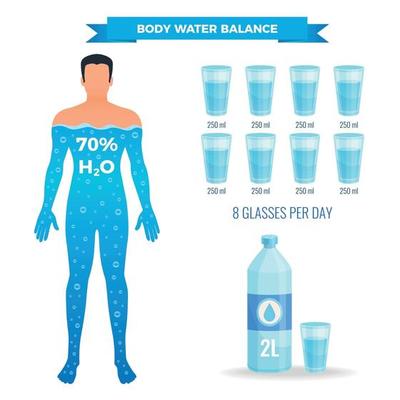 BODY WATER BALANCE
70%
H₂O
250 ml 250 ml 250 ml 250 ml
250 ml 250 ml 250 ml 250 ml
8 GLASSES PER DAY
2L